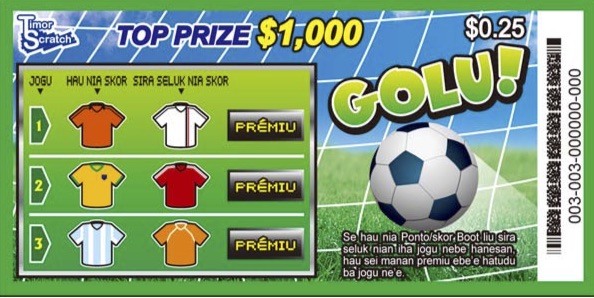 Timor
Scratch
TOP PRIZE $1,000
$0.25
JOGU HAU NIA SKOR SIRA SELUK NIA SKOR
1 PRÉMIU
2 PRÉMIU
3 PRÉMIU
GOLU!
Se hau nia Ponto/skor Boot liu sira
seluk nian iha jogu nebe hanesan,
hau sei manan premiu ebe'e hatudu
ba jogu ne'e.
003-003-000000-000